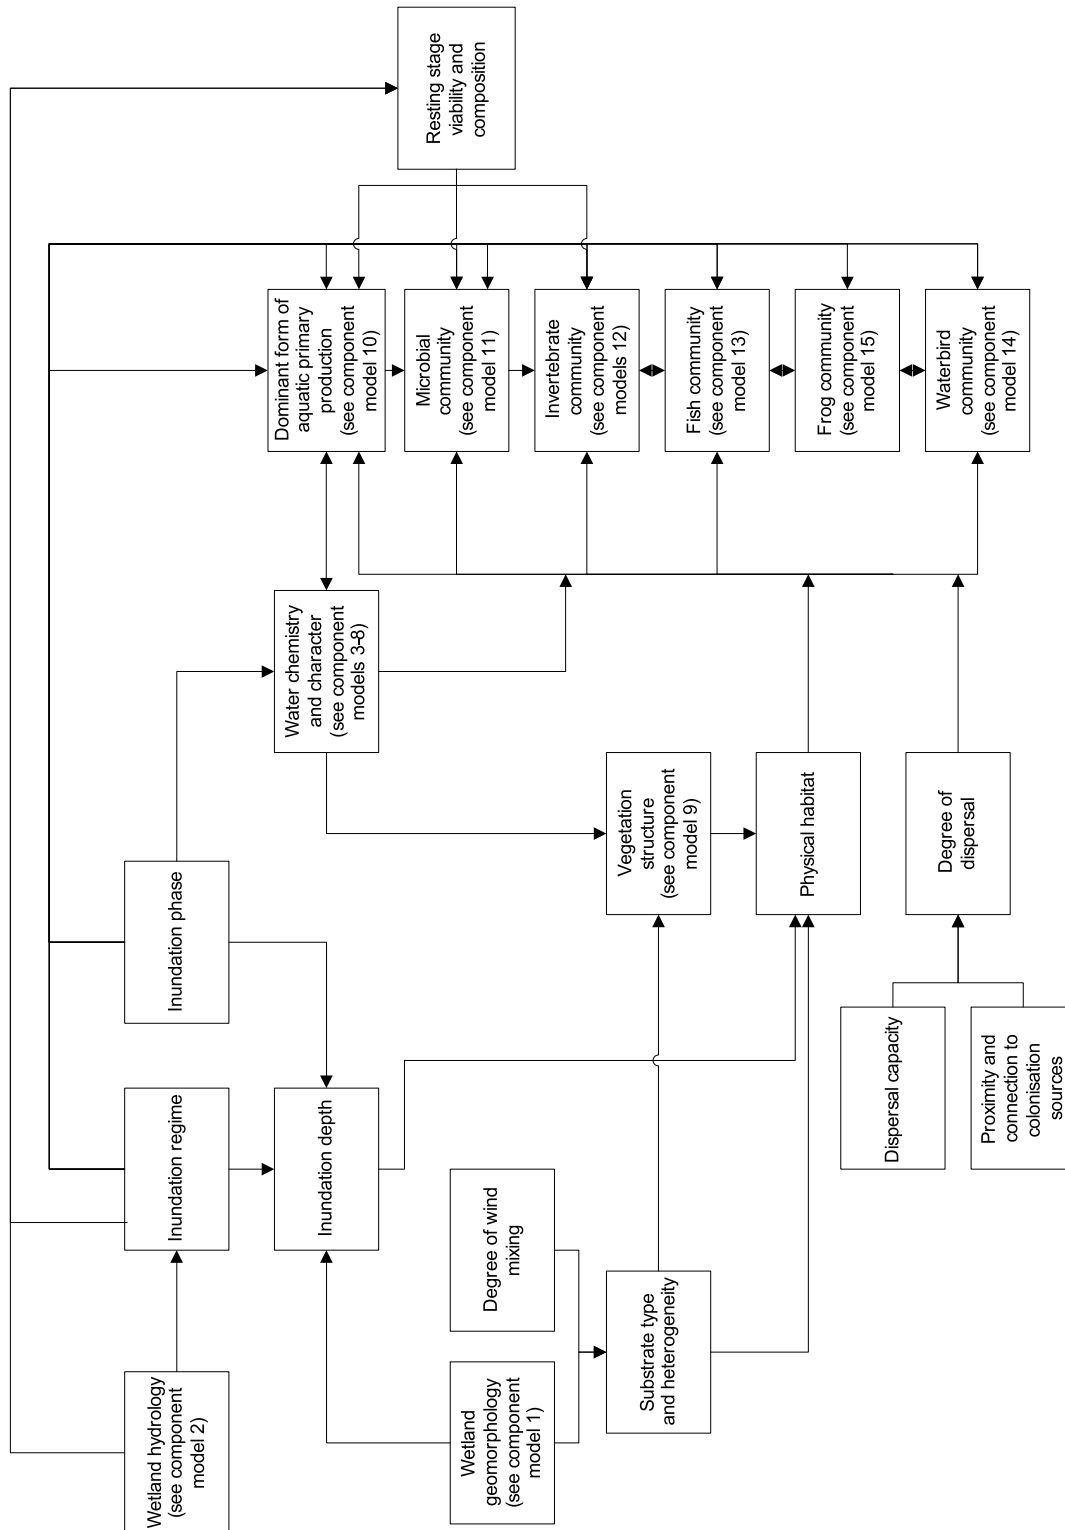 Wetland hydrology
(see component
model 2)
Inundation regime
Inundation phase
Inundation depth
Water chemistry
and character
(see component
models 3-8)
Dominant form of
aquatic primary
production
(see component
model 10)
Resting stage
viability and
composition
Microbial
community
(see component
model 11)
Wetland
geomorphology
(see component
model 1)
Degree of wind
mixing
Invertebrate
community
(see component
models 12)
Substrate type
and heterogeneity
Vegetation
structure
(see component
model 9)
Fish community
(see component
model 13)
Physical habitat
Frog community
(see component
model 15)
Dispersal capacity
Degree of
dispersal
Waterbird
community
(see component
model 14)
Proximity and
connection to
colonisation
sources